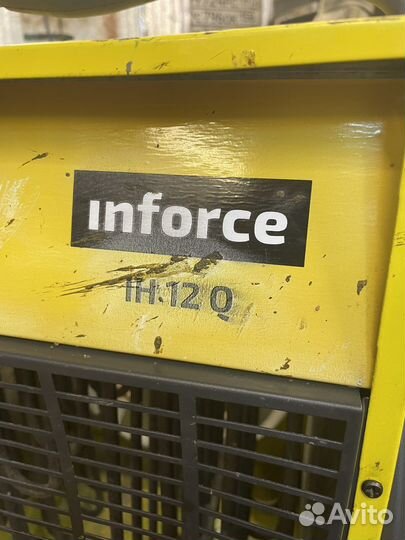 inforce
IH 12 Q
Avito